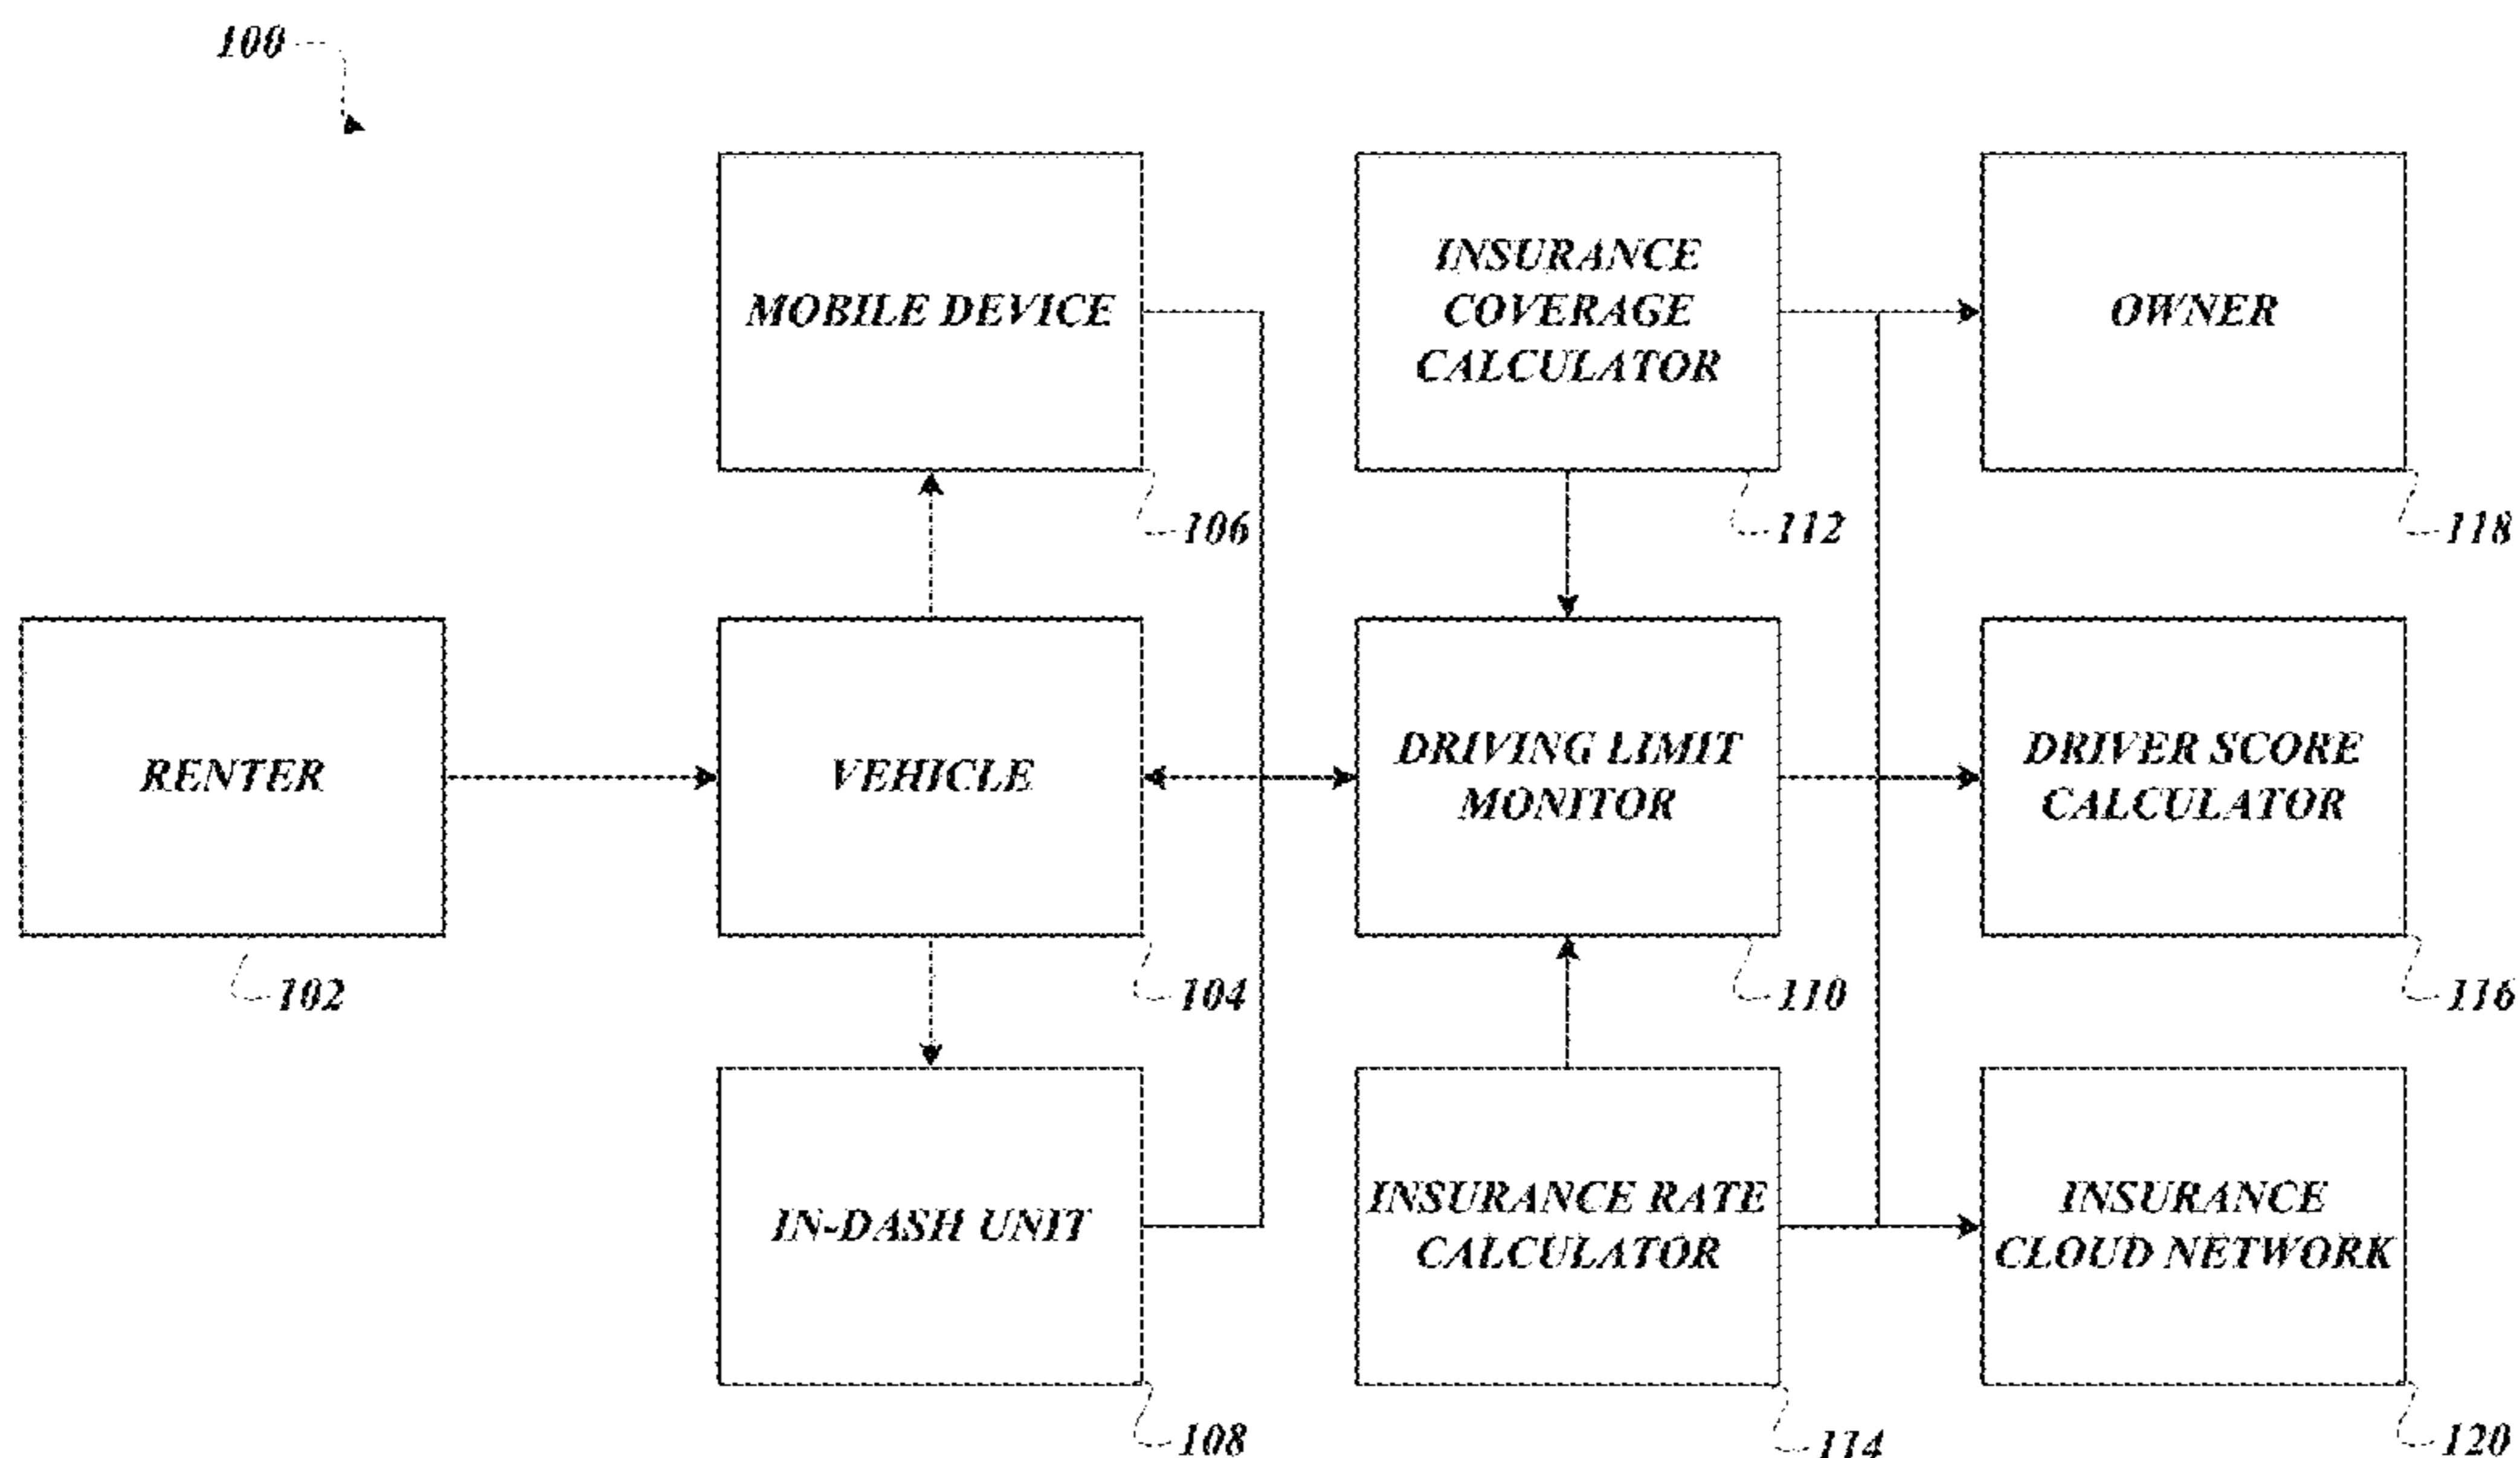 100
MOBILE DEVICE
106
INSURANCE
COVERAGE
CALCULATOR
112
OWNER
118
RENTER
102
VEHICLE
104
DRIVING LIMIT
MONITOR
110
DRIVER SCORE
CALCULATOR
116
IN-DASH UNIT
108
INSURANCE RATE
CALCULATOR
114
INSURANCE
CLOUD NETWORK
120